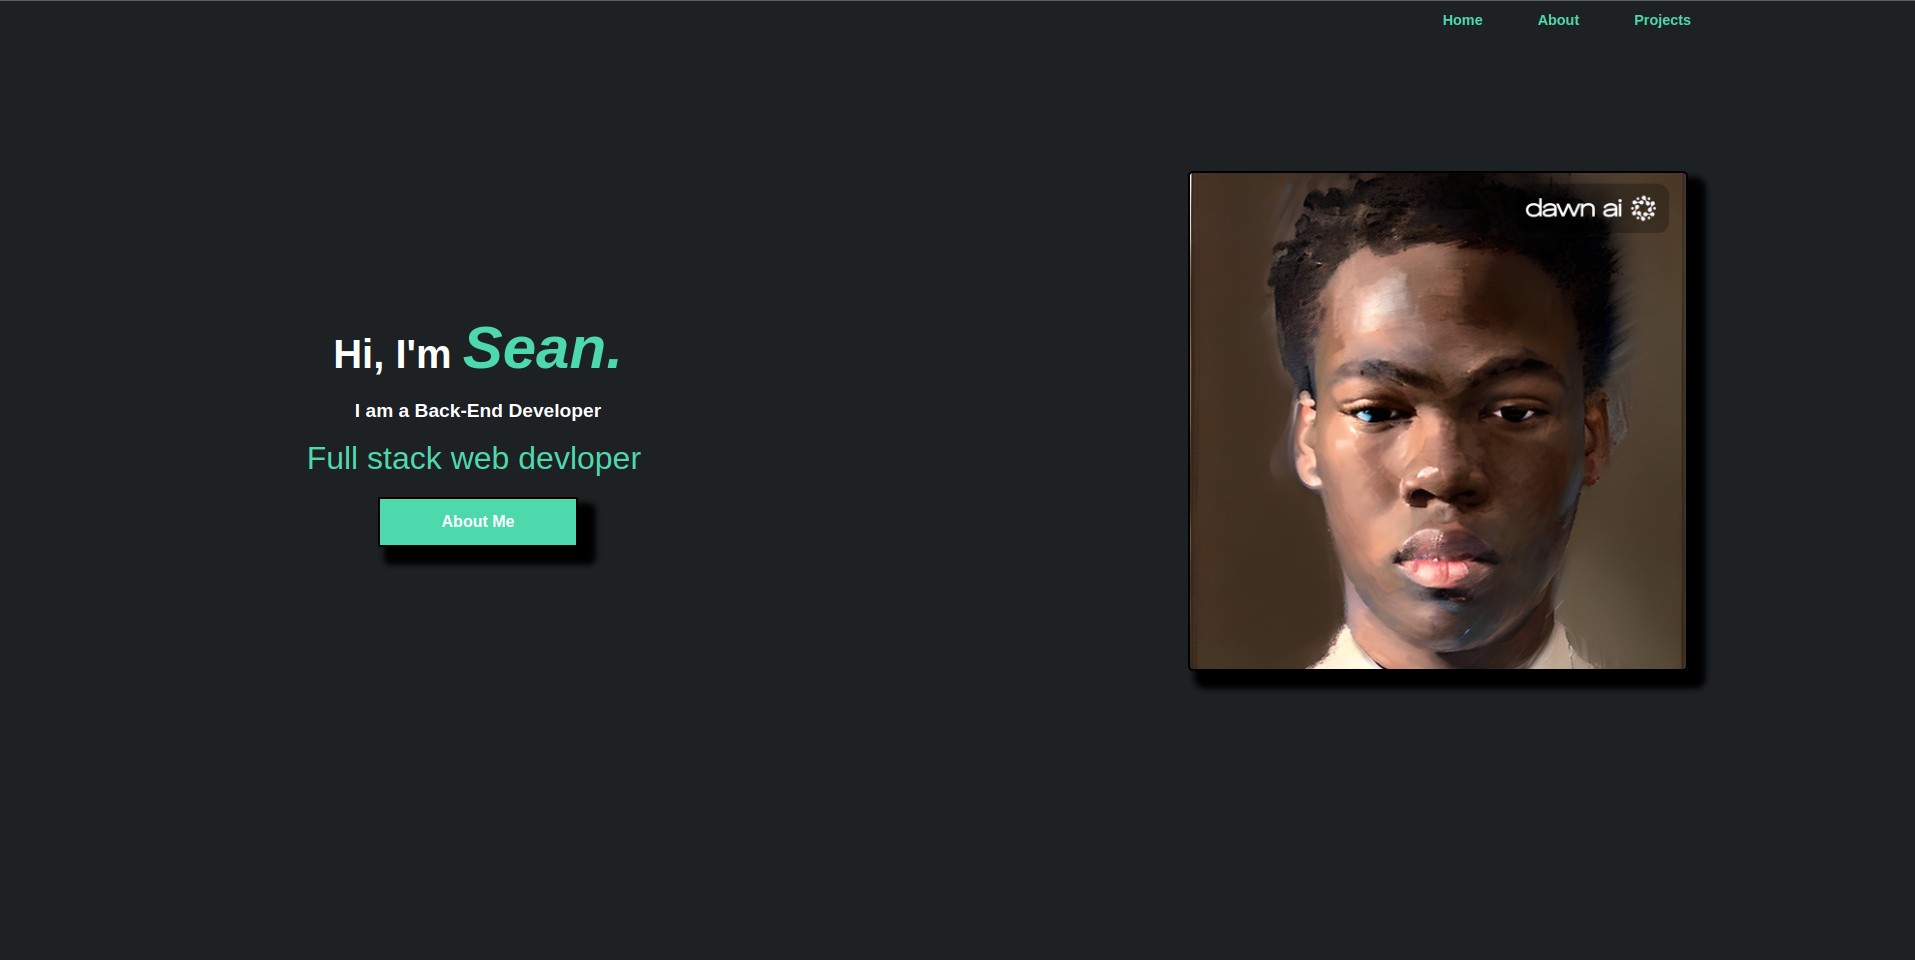 Home About Projects
dawn ai
Hi, I'm Sean.
I am a Back-End Developer
Full stack web devloper
About Me